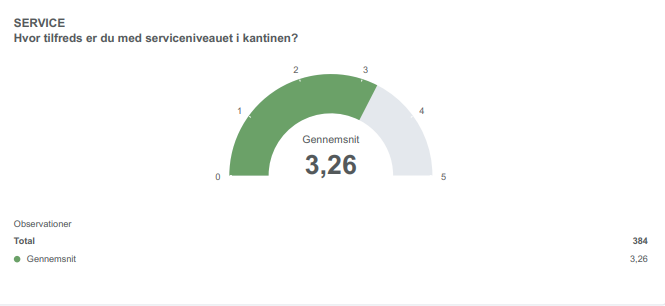 SERVICE
Hvor tilfreds er du med serviceniveauet i kantinen?
2
3
1
4
Gennemsnit
3,26
0
5
Observationer
Total 384
Gennemsnit 3,26